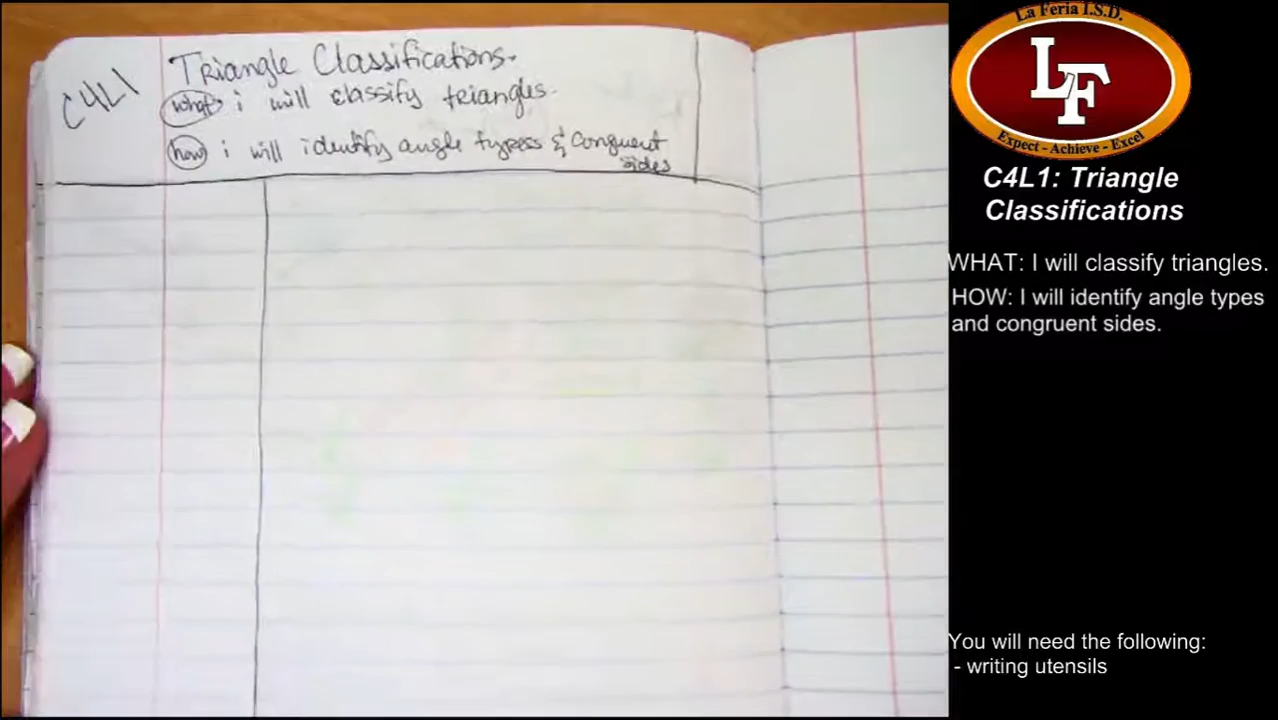 C4L1
Triangle Classifications.
what i will classify triangles.
how i will identify angle typess & Congruent
sides
La Feria I.S.D.
LF
Expect - Achieve - Excel
C4L1: Triangle
Classifications
WHAT: I will classify triangles.
HOW: I will identify angle types
and congruent sides.
You will need the following:
- writing utensils